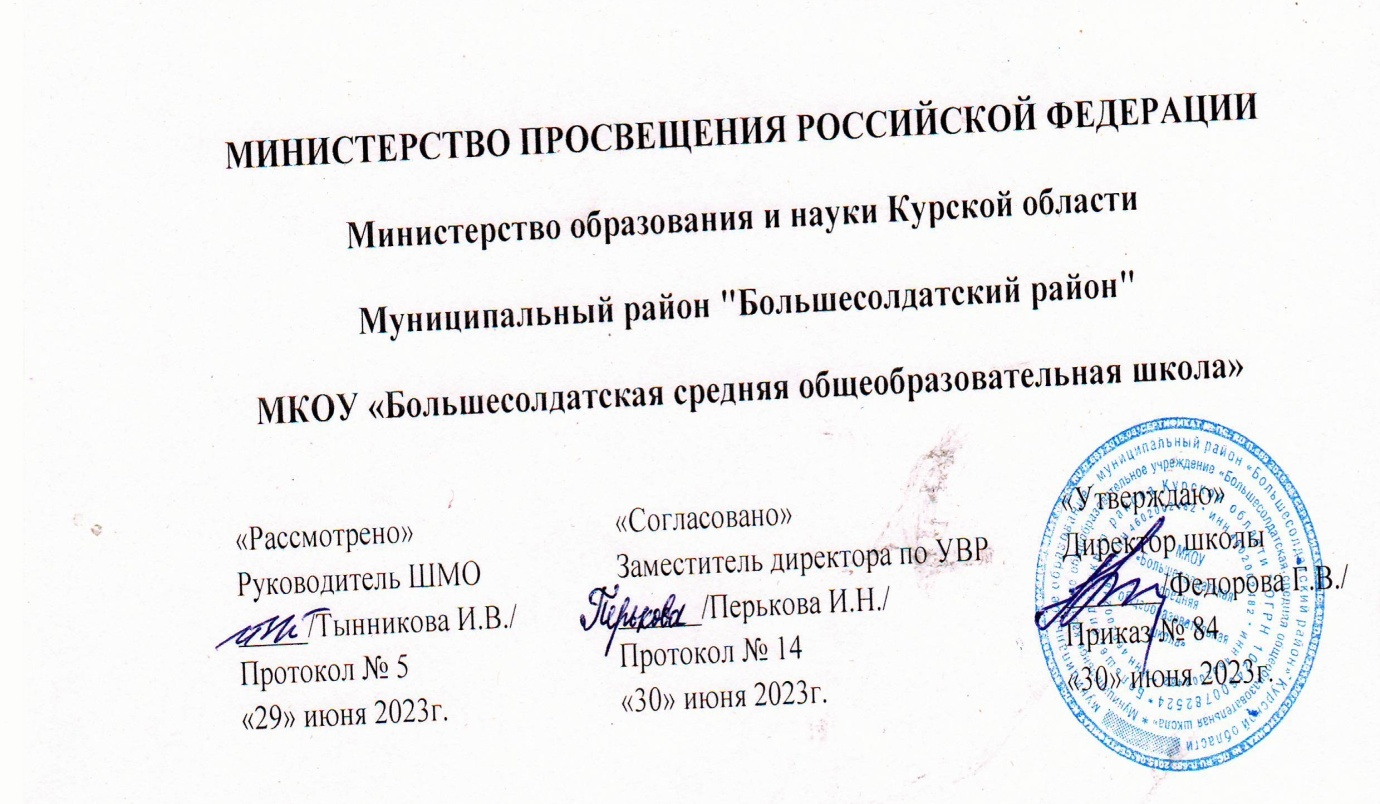 МИНИСТЕРСТВО ПРОСВЕЩЕНИЯ РОССИЙСКОЙ ФЕДЕРАЦИИ
Министерство образования и науки Курской области
Муниципальный район "Большесолдатский район"
МКОУ «Большесолдатская средняя общеобразовательная школа»
«Рассмотрено»
Руководитель ШМО
/Тынникова И.В./
Протокол № 5
«29» июня 2023г.
«Согласовано»
Заместитель директора по УВР
Перькова /Перькова И.Н./
Протокол № 14
«30» июня 2023г.
«Утверждаю»
Директор школы
/Федорова Г.В./
Приказ № 84
«30» июня 2023г.